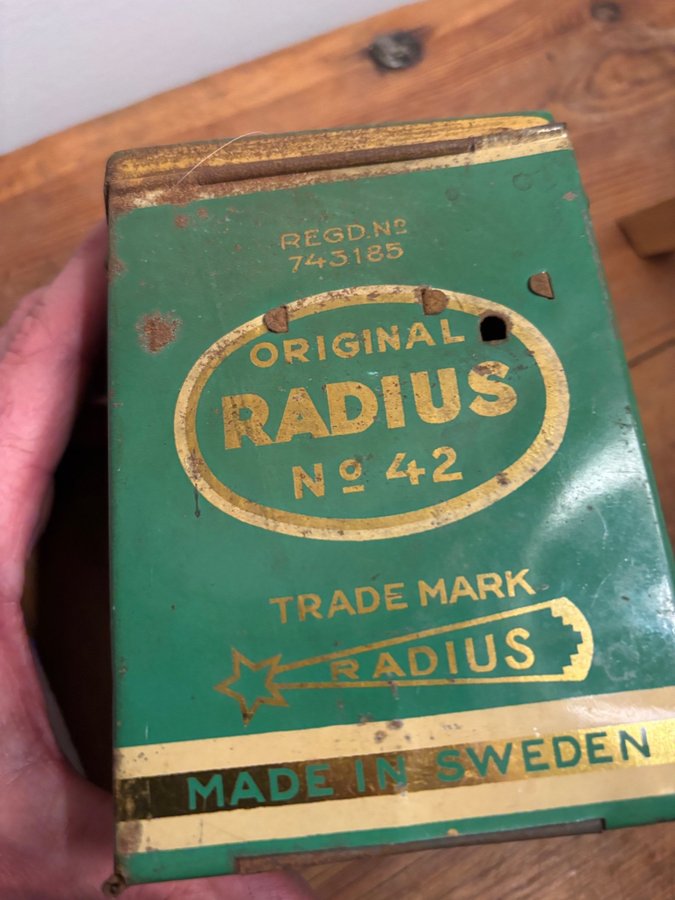 REGD. Nº
743185
ORIGINAL
RADIUS
Nº 42
TRADE MARK
RADIUS
MADE IN SWEDEN